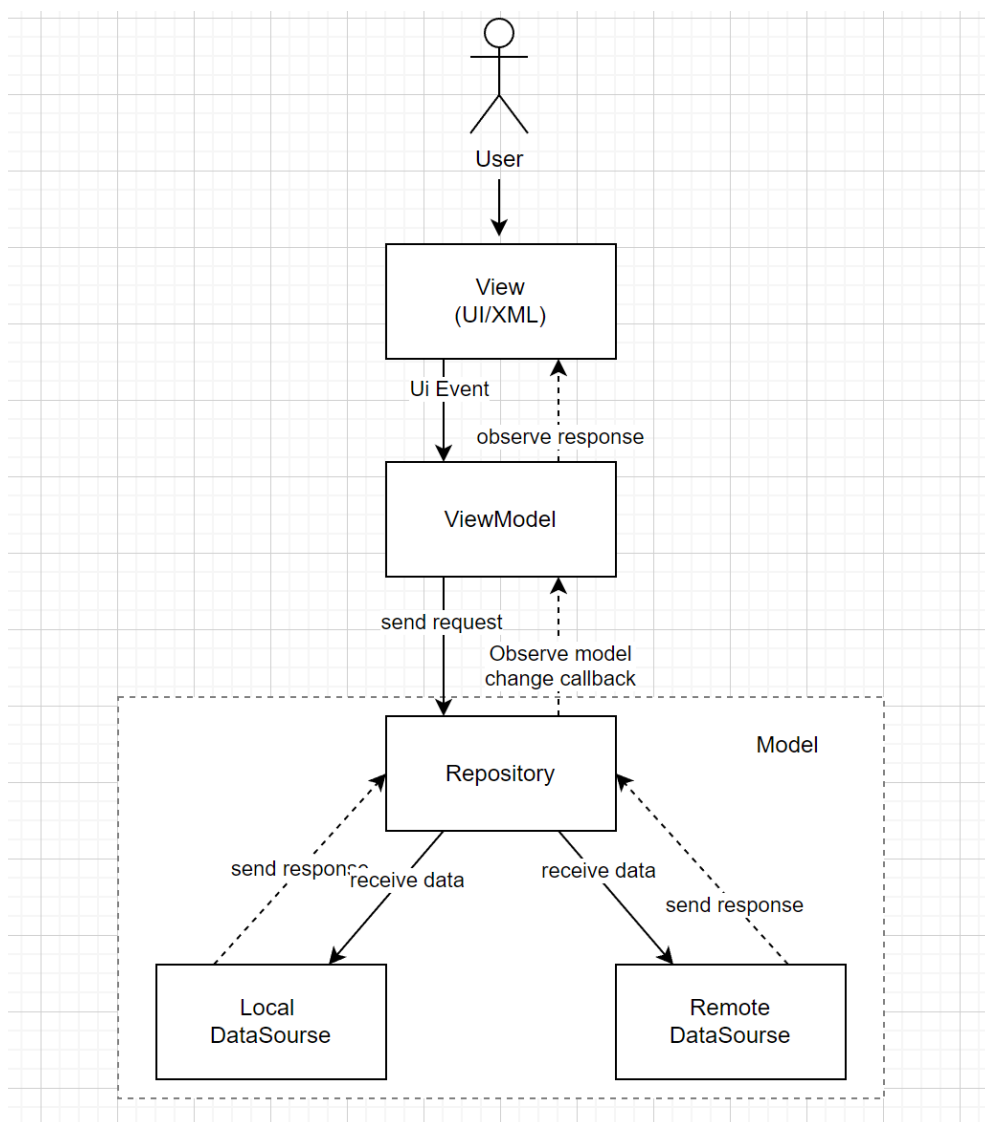 User
View
(UI/XML)
Ui Event
observe response
ViewModel
send request
Observe model
change callback
Model
Repository
send response
receive data
receive data
send response
Local
DataSourse
Remote
DataSourse